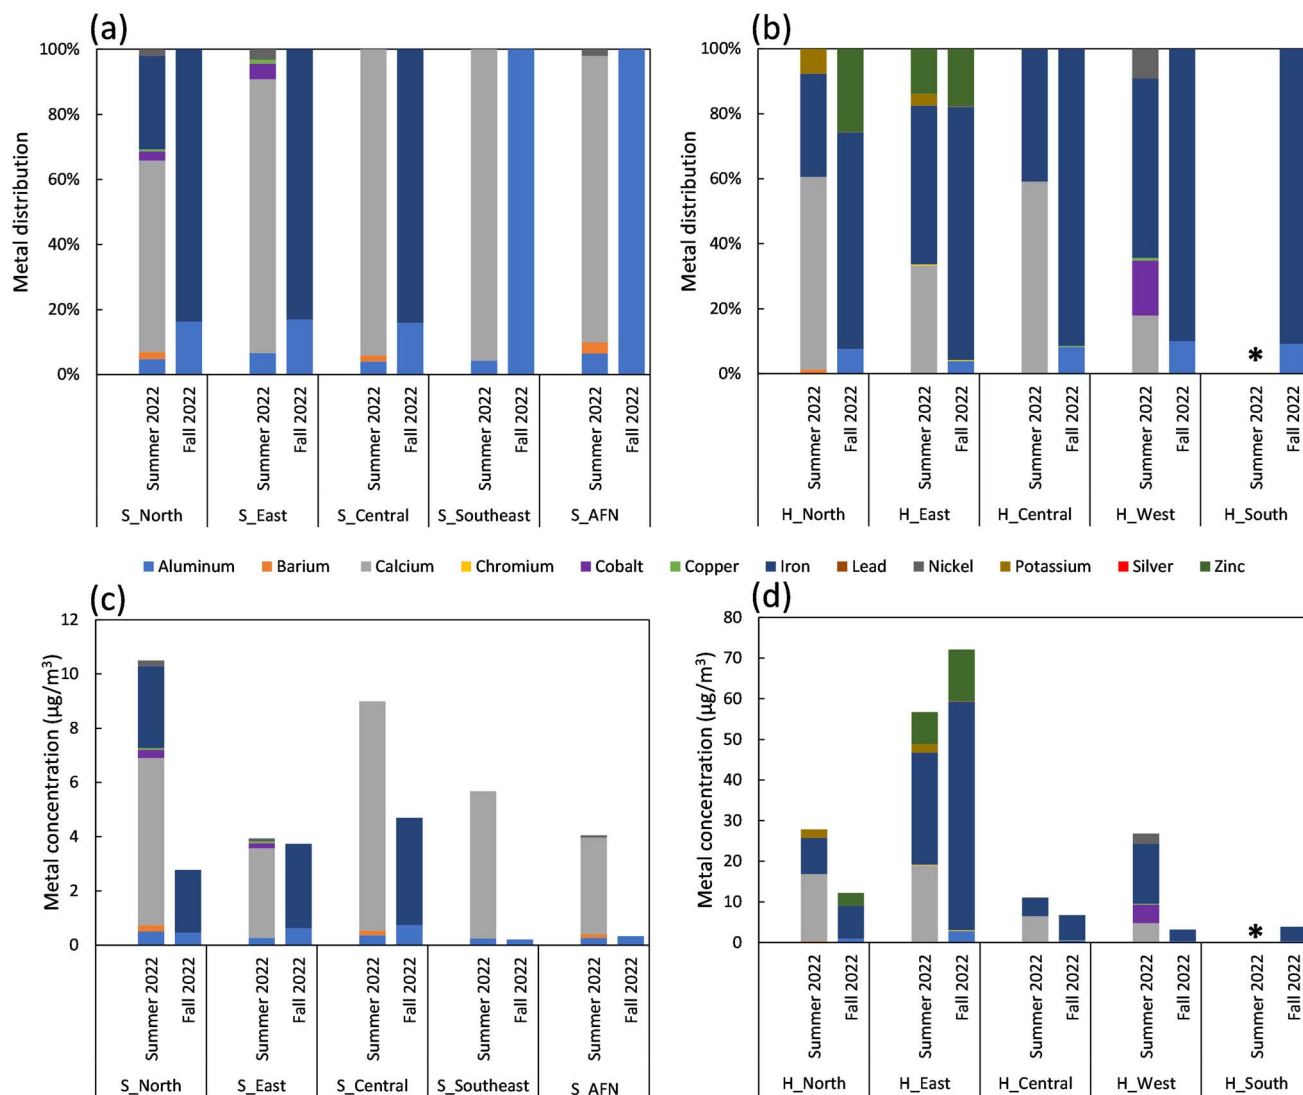 (a)
Metal distribution
100%
80%
60%
40%
20%
0%
Summer 2022
Fall 2022
Summer 2022
Fall 2022
Summer 2022
Fall 2022
Summer 2022
Fall 2022
Summer 2022
Fall 2022
S_North
S_East
S_Central
S_Southeast
S_AFN
(b)
Metal distribution
100%
80%
60%
40%
20%
0%
*
Summer 2022
Fall 2022
Summer 2022
Fall 2022
Summer 2022
Fall 2022
Summer 2022
Fall 2022
Summer 2022
Fall 2022
H_North
H_East
H_Central
H_West
H_South
Aluminum Barium Calcium Chromium Cobalt Copper Iron Lead Nickel Potassium Silver Zinc
(c)
Metal concentration (µg/m³)
12
10
8
6
4
2
0
Summer 2022
Fall 2022
Summer 2022
Fall 2022
Summer 2022
Fall 2022
Summer 2022
Fall 2022
Summer 2022
Fall 2022
S_North
S_East
S_Central
S_Southeast
S_AFN
(d)
Metal concentration (µg/m³)
80
70
60
50
40
30
20
10
0
*
Summer 2022
Fall 2022
Summer 2022
Fall 2022
Summer 2022
Fall 2022
Summer 2022
Fall 2022
Summer 2022
Fall 2022
H_North
H_East
H_Central
H_West
H_South